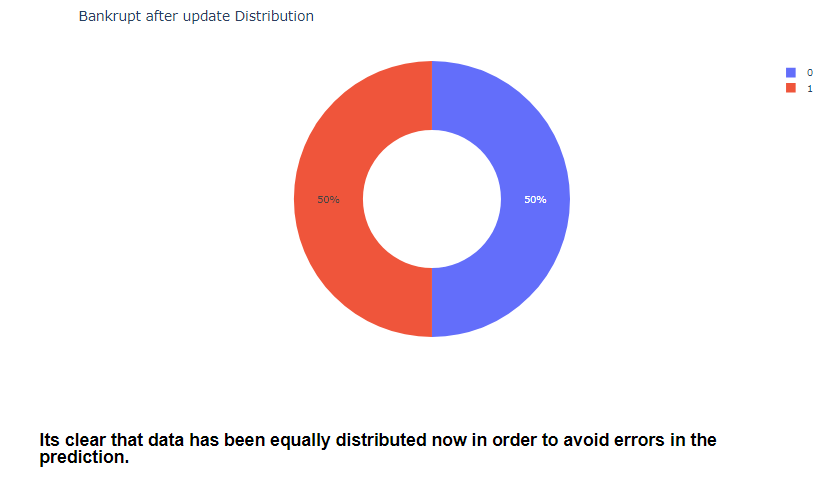 Bankrupt after update Distribution
0
1
50%
50%
Its clear that data has been equally distributed now in order to avoid errors in the
prediction.